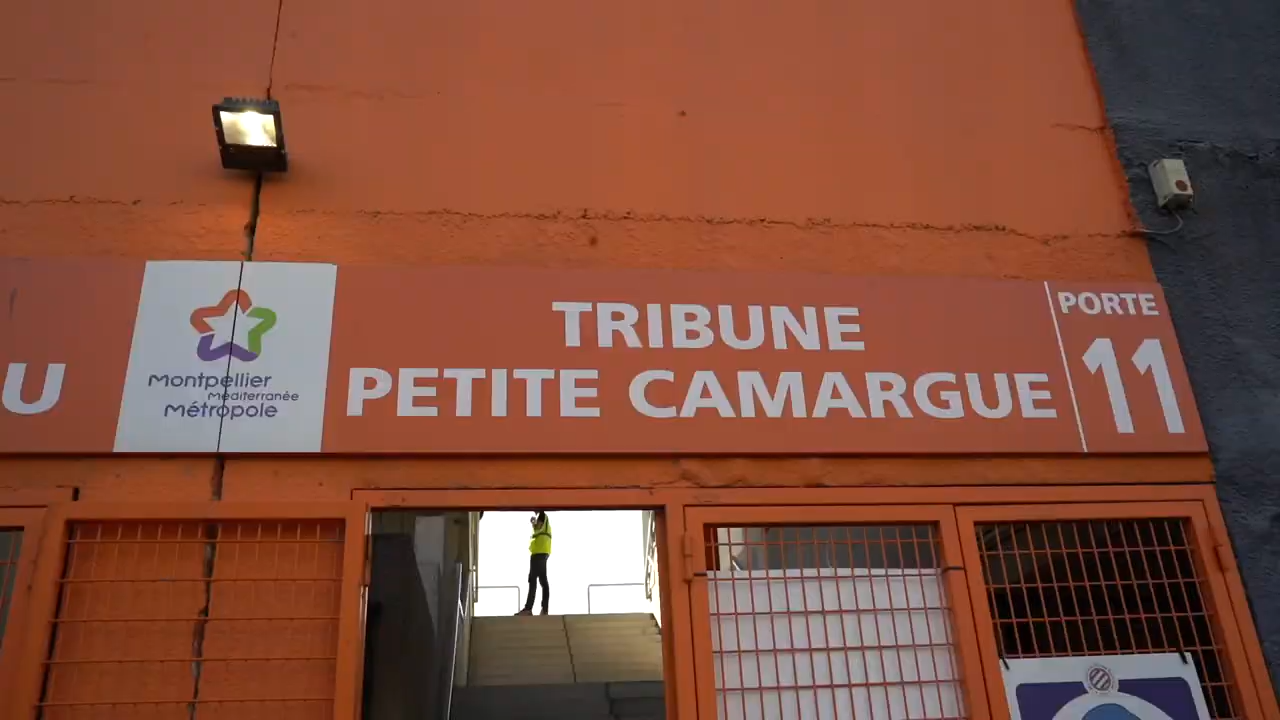 U
Montpellier
Méditerranée
Métropole
TRIBUNE
PETITE CAMARGUE
PORTE
11